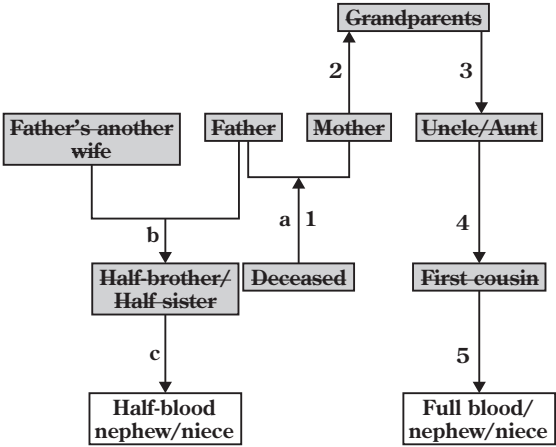 Grandparents
2
3
Father's another
wife
Father
Mother
Uncle/Aunt
b
a
1
4
Half-brother/
Half sister
Deceased
First cousin
c
5
Half-blood
nephew/niece
Full blood/
nephew/niece